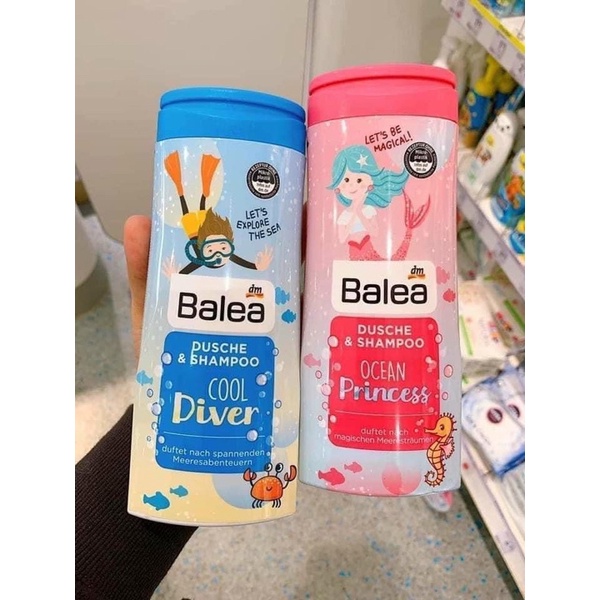 LET'S
EXPLORE
THE SEA
dm
Balea
DUSCHE
& SHAMPOO
COOL
Diver
duftet nach spannenden
Meeresabenteuern
LET'S BE
MAGICAL!
dm
Balea
DUSCHE
& SHAMPOO
OCEAN
Princess
duftet nach
magischen Meeresträumen